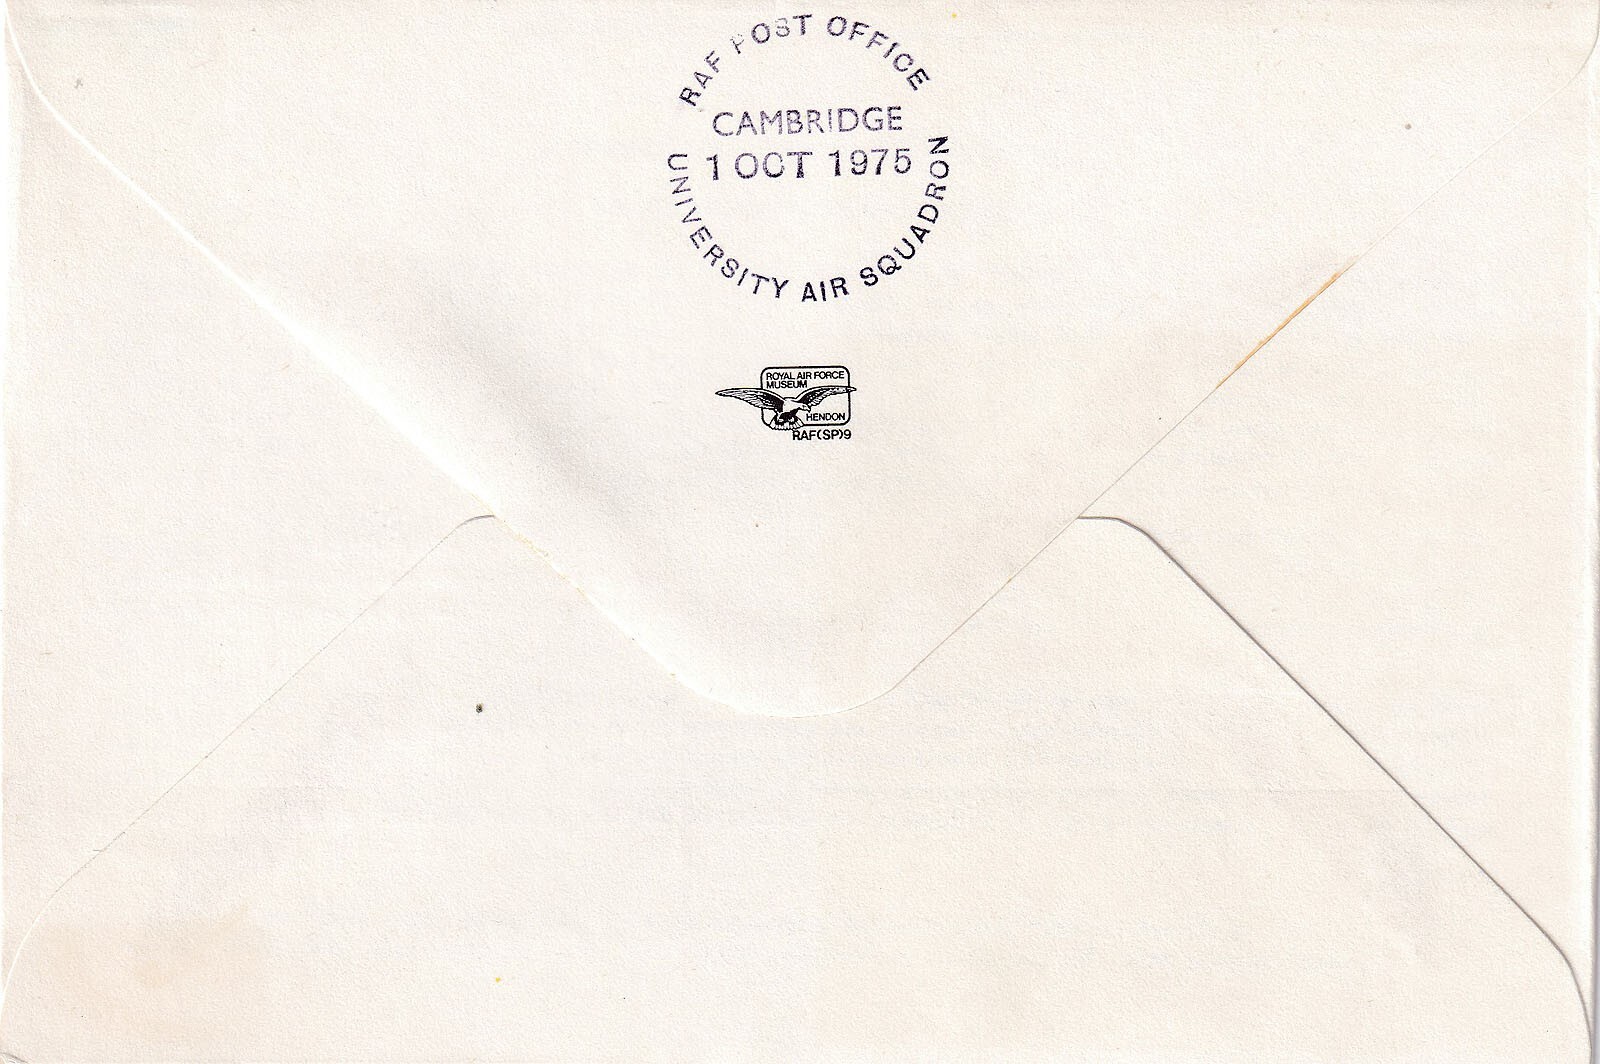 RAF POST OFFICE
CAMBRIDGE
1 OCT 1975
UNIVERSITY AIR SQUADRON
ROYAL AIR FORCE
MUSEUM
HENDON
RAF(SP)9